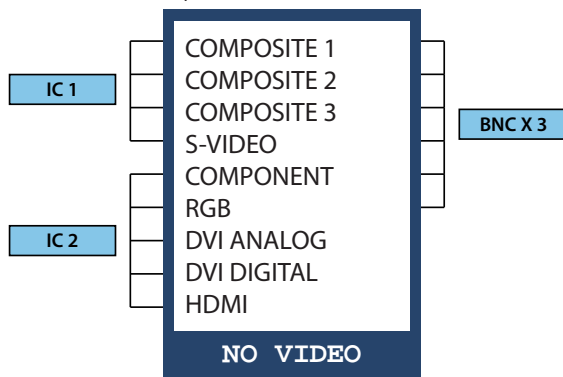 COMPOSITE 1
COMPOSITE 2
IC 1
COMPOSITE 3
BNC X 3
S-VIDEO
COMPONENT
RGB
IC 2
DVI ANALOG
DVI DIGITAL
HDMI
NO VIDEO